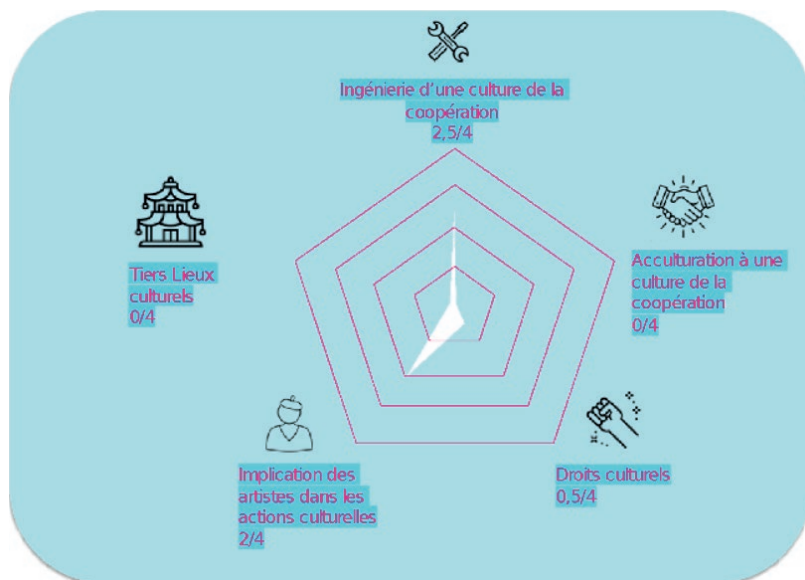 Ingénierie d'une culture de la
coopération
2,5/4
Tiers Lieux
culturels
0/4
Acculturation à une
culture de la
coopération
0/4
Implication des
artistes dans les
actions culturelles
2/4
Droits culturels
0,5/4